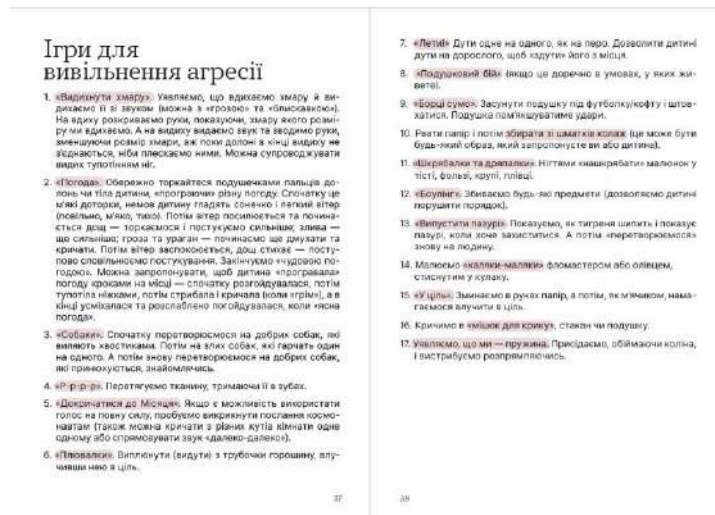 Ігри для
вивільнення агресії
1. «Видихнути хмару». Уявляємо, що вдихаємо хмару й ви-
дихаємо її зі звуком (можна з «грозою» та «блискавкою»).
На вдиху розкриваємо руки, показуючи, хмару якого розмі-
ру ми вдихаємо. А на видиху видаємо звук та зводимо руки,
зменшуючи розмір хмари, аж поки долоні в кінці видиху не
з'єднаються, ніби плескаємо ними. Можна супроводжувати
видих тупотінням ніг.
2. «Погода». Обережно торкайтеся подушечками пальців до-
лонь чи тіла дитини, «програючи» різну погоду. Спочатку це
м'які доторки, немов дитину гладять сонечко і легкий вітер
(повільно, м'яко, тихо). Потім вітер посилюється та почина-
ється дощ — торкаємося і постукуємо сильніше; злива —
ще сильніше; гроза та ураган — починаємо ще дмухати та
кричати. Потім вітер заспокоюється, дощ стихає — посту-
пово сповільнюємо постукування. Закінчуємо «чудовою по-
годою». Можна запропонувати, щоб дитина «програвала»
погоду кроками на місці — спочатку розгойдувалася, потім
тупотіла ніжками, потім стрибала і кричала (коли «грім»), а в
кінці усміхалася та розслаблено погойдувалася, коли «ясна
погода».
3. «Собаки». Спочатку перетворюємося на добрих собак, які
виляють хвостиками. Потім на злих собак, які гарчать один
на одного. А потім знову перетворюємося на добрих собак,
які принюхуються, знайомлячись.
4. «Р-р-р-р». Перетягуємо тканину, тримаючи її в зубах.
5. «Докричатися до Місяця». Якщо є можливість використати
голос на повну силу, пробуємо викрикнути послання космо-
навтам (також можна кричати з різних кутів кімнати одне
одному або спрямовувати звук «далеко-далеко»).
6. «Плювалки». Виплюнути (видути) з трубочки горошину, влу-
чивши нею в ціль.
37
7. «Лети!» Дути одне на одного, як на перо. Дозволити дитині
дути на дорослого, щоб «здути» його з місця.
8. «Подушковий бій» (якщо це доречно в умовах, у яких жи-
вете).
9. «Борці сумо». Засунути подушку під футболку/кофту і штов-
хатися. Подушка пом'якшуватиме удари.
10. Рвати папір і потім збирати зі шматків колаж (це може бути
будь-який образ, який запропонуєте ви або дитина).
11. «Шкрябалки та дряпалки». Нігтями «нашкрябати» малюнок у
тісті, фользі, крупі, плівці.
12. «Боулінг». Збиваємо будь-які предмети (дозволяємо дитині
порушити порядок).
13. «Випустити пазурі». Показуємо, як тигреня шипить і показує
пазурі, коли хоче захиститися. А потім «перетворюємося»
знову на людину.
14. Малюємо «каляки-маляки» фломастером або олівцем,
стиснутим у кулаку.
15. «У ціль». Зминаємо в руках папір, а потім, як м'ячиком, нама-
гаємося влучити в ціль.
16. Кричимо в «мішок для крику», стакан чи подушку.
17. Уявляємо, що ми — пружина. Присідаємо, обіймаючи коліна,
і вистрибуємо розпрямляючись.
38